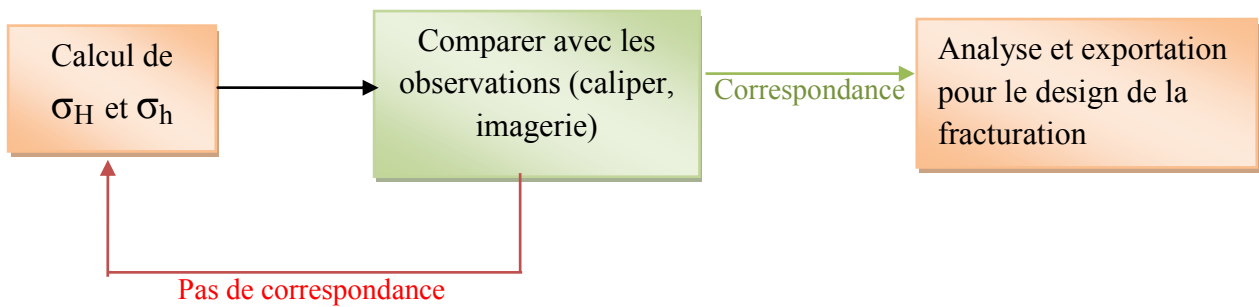 Calcul de
σH et σh
Comparer avec les
observations (caliper,
imagerie)
Correspondance
Analyse et exportation
pour le design de la
fracturation
Pas de correspondance